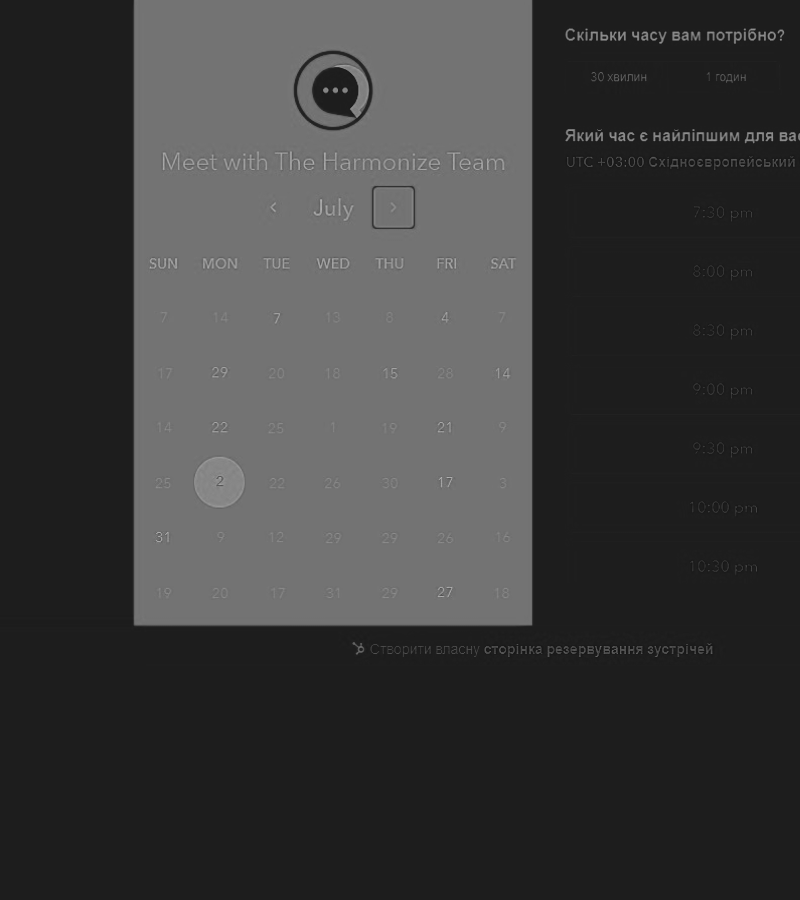 Meet with The Harmonize Team
July
SUN MON TUE WED THU FRI SAT
7 14 7 13 8 4 7
17 29 20 18 15 28 14
14 22 25 1 19 21 9
25 2 22 26 30 17 3
31 9 12 29 29 26 16
19 20 17 31 29 27 18
Скільки часу вам потрібно?
30 хвилин 1 годин
Який час є найліпшим для
UTC +03:00 Східноєвропейський
7:30 pm
8:00 pm
8:30 pm
9:00 pm
9:30 pm
10:00 pm
10:30 pm
Створити власну сторінка резервування зустрічей